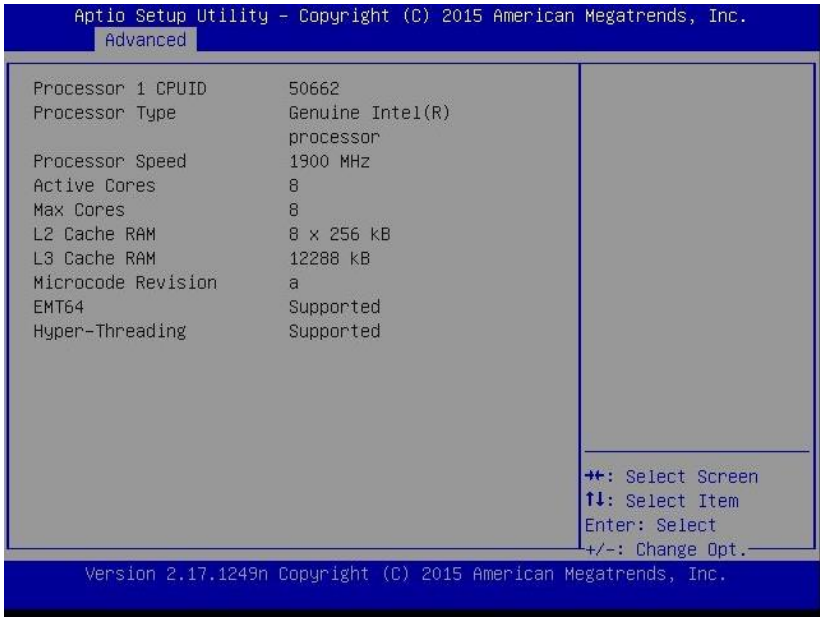 Aptio Setup Utility – Copyright (C) 2015 American Megatrends, Inc.
Advanced
Processor 1 CPUID 50662
Processor Type Genuine Intel(R)
processor
Processor Speed 1900 MHz
Active Cores 8
Max Cores 8
L2 Cache RAM 8 x 256 kB
L3 Cache RAM 12288 kB
Microcode Revision a
EMT64 Supported
Hyper-Threading Supported
→←: Select Screen
↑↓: Select Item
Enter: Select
+/-: Change Opt.
Version 2.17.1249n Copyright (C) 2015 American Megatrends, Inc.